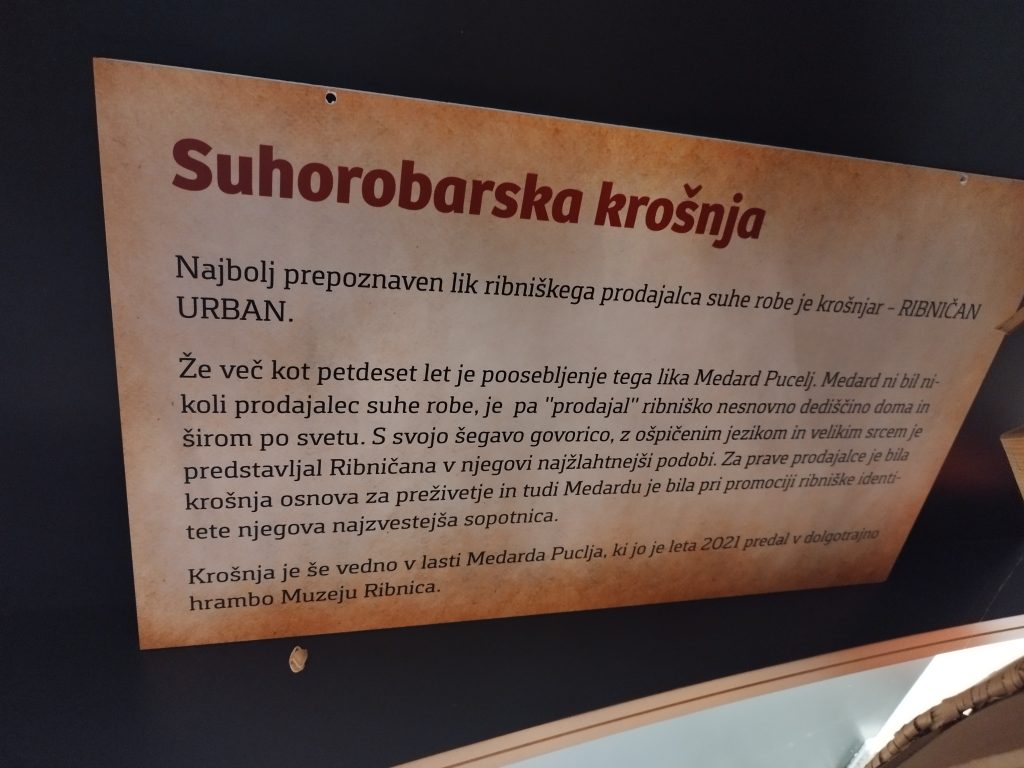 Suhorobarska krošnja
Najbolj prepoznaven lik ribniškega prodajalca suhe robe je krošnjar - RIBNIČAN
URBAN.
Že več kot petdeset let je poosebljenje tega lika Medard Pucelj. Medard ni bil ni-
koli prodajalec suhe robe, je pa "prodajal" ribniško nesnovno dediščino doma in
širom po svetu. S svojo šegavo govorico, z ošpičenim jezikom in velikim srcem je
predstavljal Ribničana v njegovi najžlahtnejši podobi. Za prave prodajalce je bila
krošnja osnova za preživetje in tudi Medardu je bila pri promociji ribniške identi-
tete njegova najzvestejša sopotnica.
Krošnja je še vedno v lasti Medarda Puclja, ki jo je leta 2021 predal v dolgotrajno
hrambo Muzeju Ribnica.